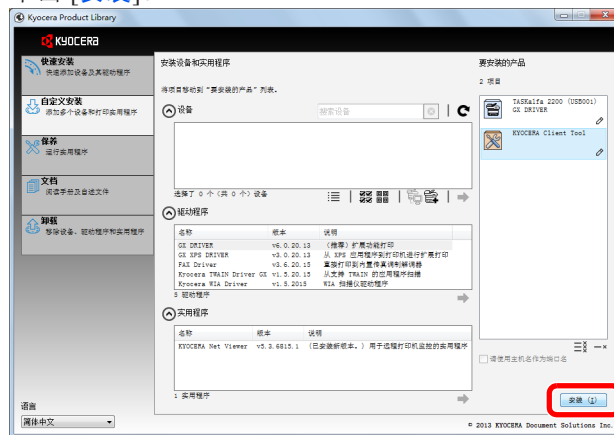 单击 [安装].
Kyocera Product Library
KYOCERA
快速安装
快速添加设备及其驱动程序
自定义安装
添加多个设备和打印实用程序
保养
运行实用程序
文档
阅读手册及自述文件
卸载
移除设备、驱动程序和实用程序
语言
简体中文
安装设备和实用程序
将项目移动到“要安装的产品”列表。
设备
搜索设备
选择了 0 个（共 0 个）设备
驱动程序
名称 版本 说明
GX DRIVER v6.0.20.13 （推荐）扩展功能打印
GX XPS DRIVER v3.0.20.13 从 XPS 应用程序到打印机进行扩展打印
FAX Driver v3.6.20.15 直接打印到内置传真调制解调器
Kyocera TWAIN Driver GX v1.5.20.15 从支持 TWAIN 的应用程序扫描
Kyocera WIA Driver v1.5.2015 WIA 扫描仪驱动程序
5 驱动程序
实用程序
名称 版本 说明
KYOCERA Net Viewer v5.3.6815.1 （已安装新版本。）用于远程打印机监控的实用程序
1 实用程序
要安装的产品
2 项目
TASKalfa 2200 (USB001)
GX DRIVER
KYOCERA Client Tool
请使用主机名作为端口名
安装 (I)
© 2013 KYOCERA Document Solutions Inc.